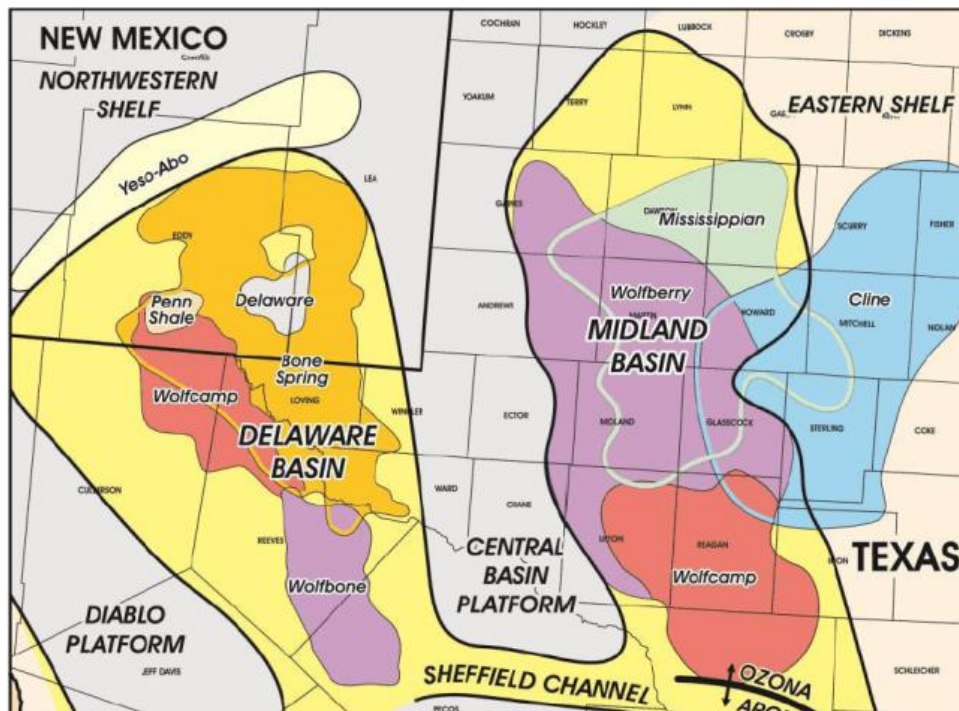 COCHRAN
HOCKLEY
LUBBOCK
CROSBY
DICKENS
NEW MEXICO
CHAVES
NORTHWESTERN
SHELF
YOAKUM
TERRY
LYNN
EASTERN SHELF
Yeso-Abo
LEA
GAINES
DAWSON
Mississippian
SCURRY
FISHER
EDDY
Penn
Shale
Delaware
ANDREWS
Wolfberry
MARTIN
HOWARD
Cline
MITCHELL
NOLAN
MIDLAND
BASIN
Bone
Spring
LOVING
Wolfcamp
WINKLER
ECTOR
MIDLAND
GLASSCOCK
STERLING
COKE
DELAWARE
BASIN
CULBERSON
WARD
CRANE
REEVES
UPTON
REAGAN
TEXAS
CENTRAL
BASIN
PLATFORM
Wolfbone
Wolfcamp
DIABLO
PLATFORM
JEFF DAVIS
SCHLEICHER
SHEFFIELD CHANNEL
OZONA
PECOS